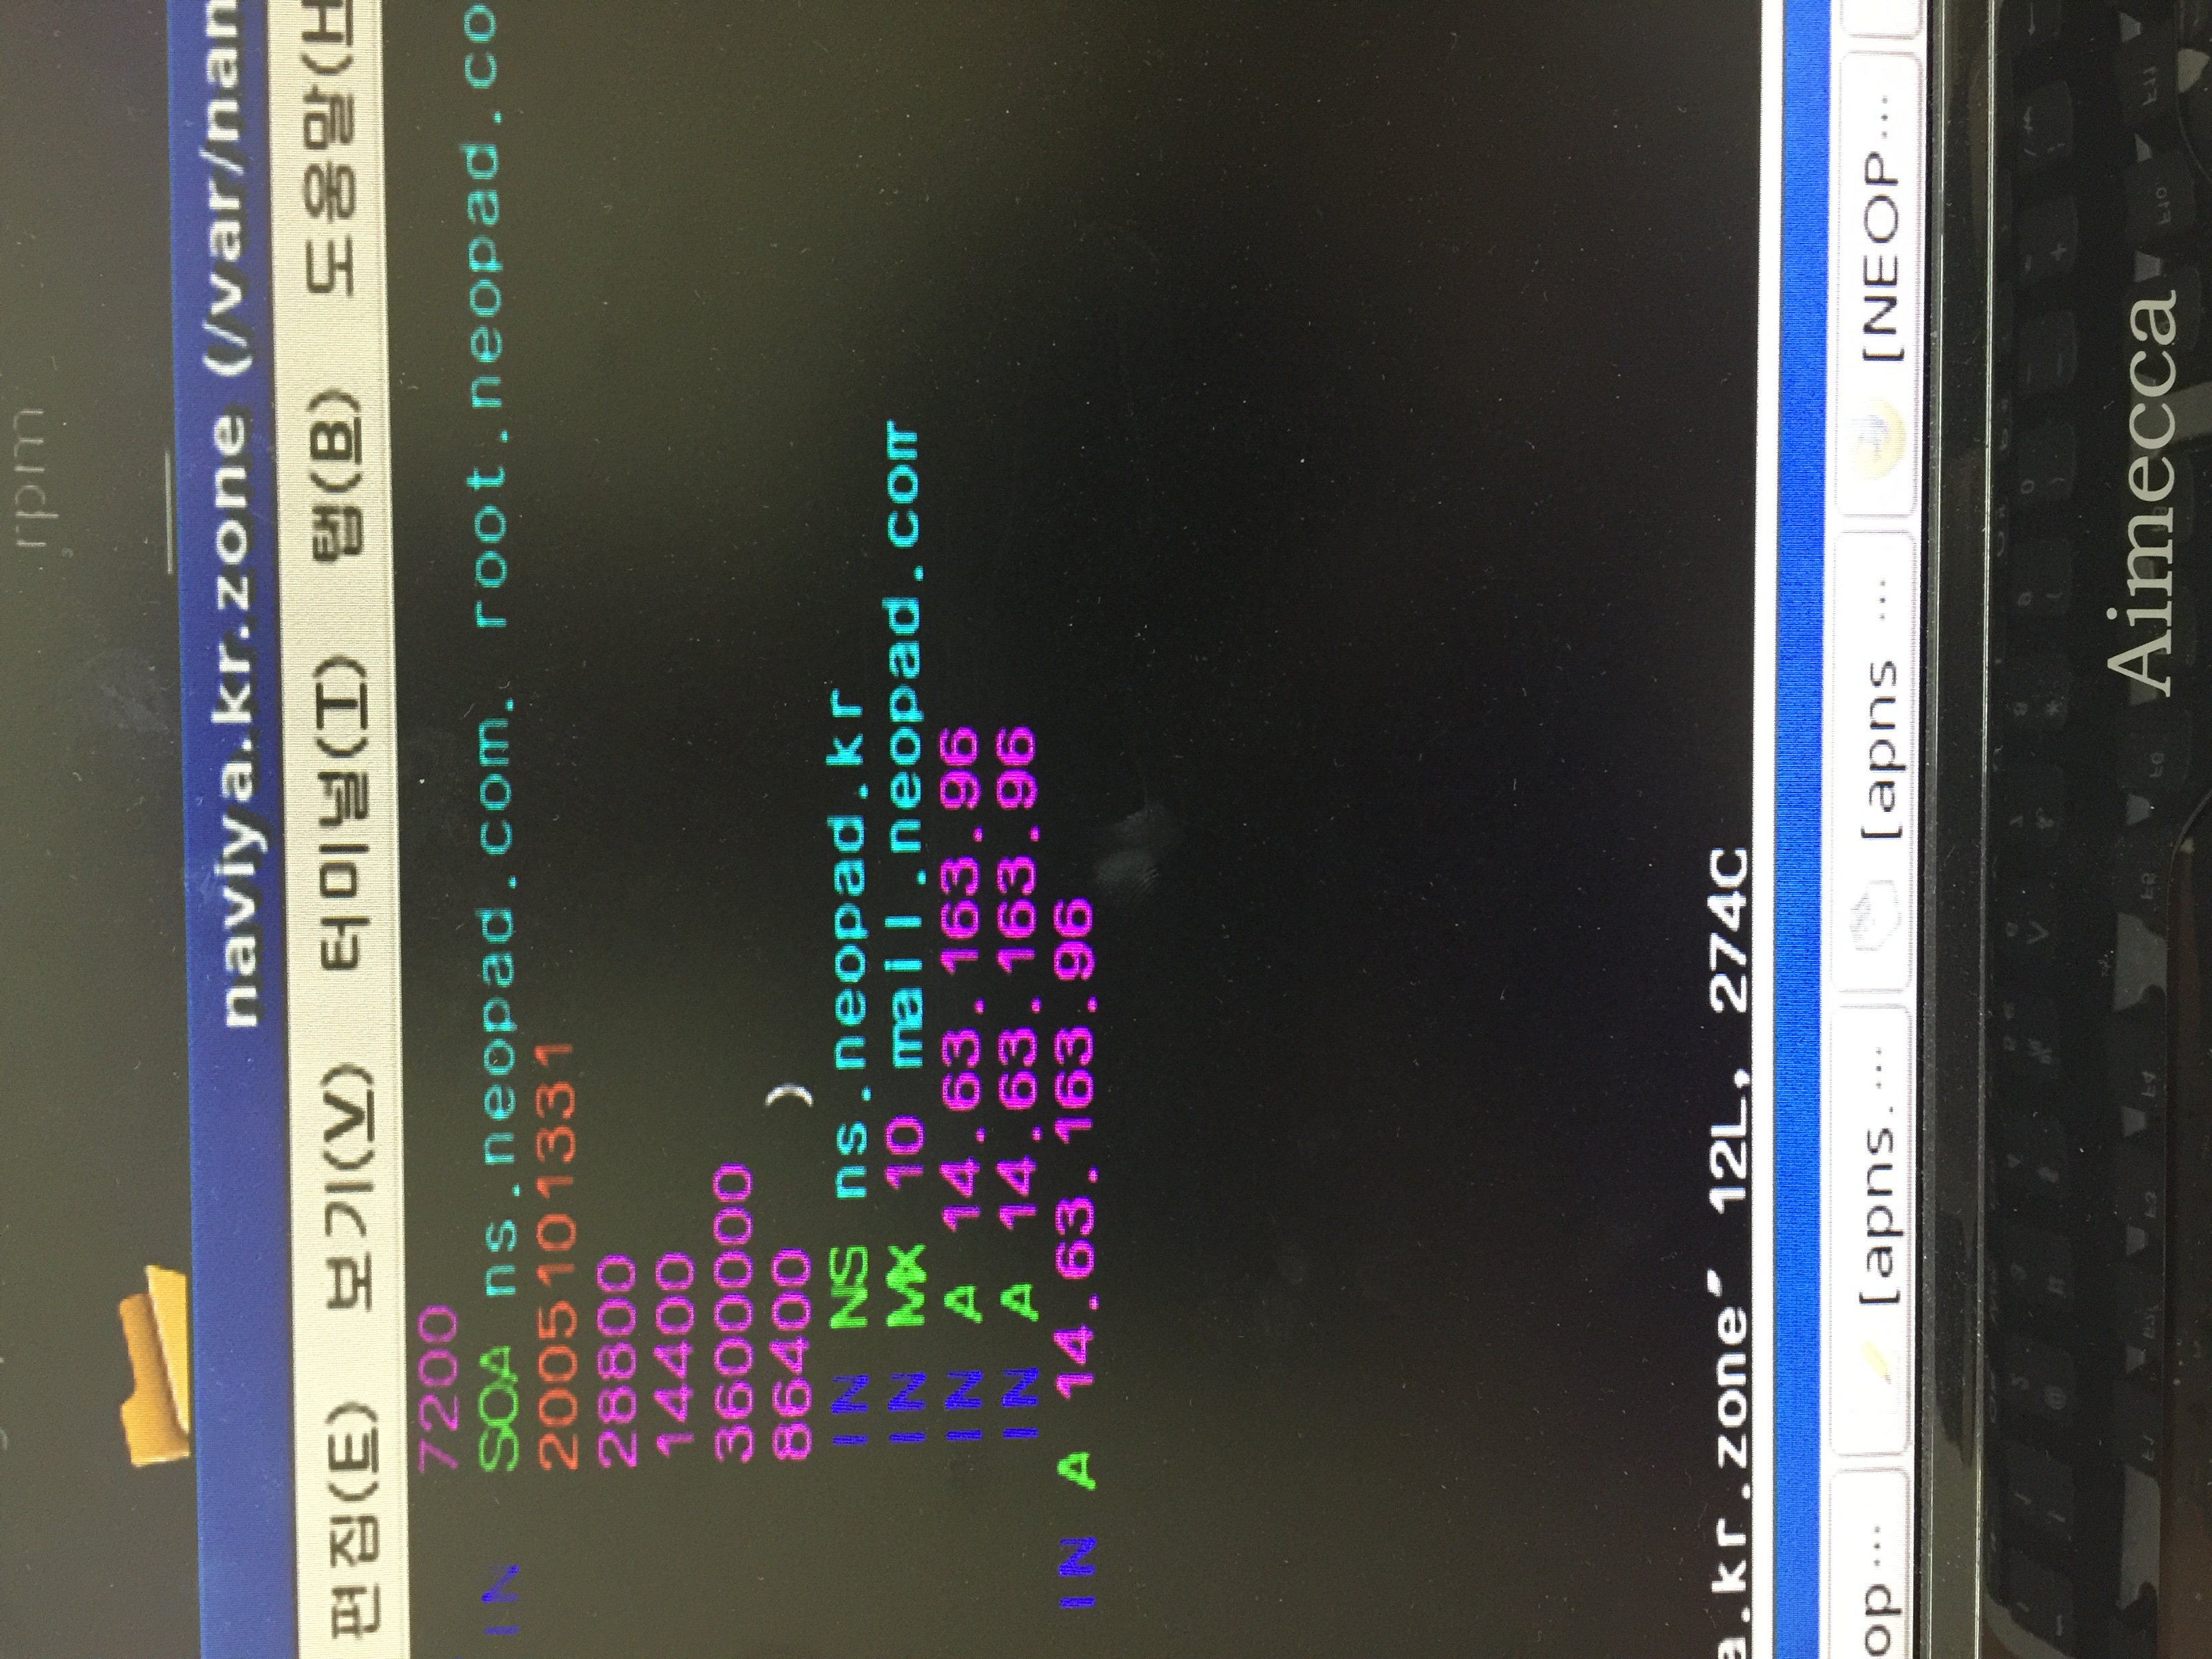 rpm
naviya.kr.zone (/var/nan
편집(E) 보기(V) 터미널(T) 탭(B) 도움말(H
7200
IN SOA ns.neopad.com. root.neopad.co
2005101331
28800
14400
3600000
86400 )
IN NS ns.neopad.kr
IN MX 10 mail.neopad.com
IN A 14.63.163.96
IN A 14.63.163.96
IN A 14.63.163.96
a.kr.zone" 12L, 274C
op... [apns.... [apns ... [NEOP...
Aimecca